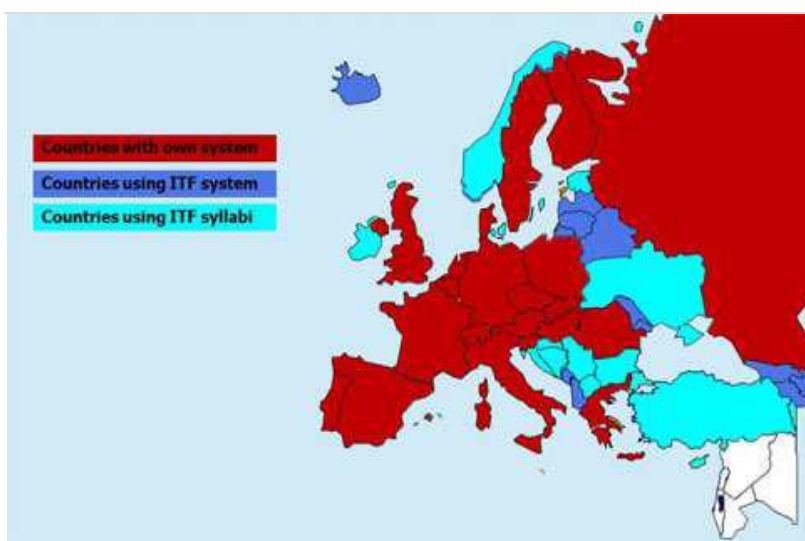 Countries with own system
Countries using ITF system
Countries using ITF syllabi